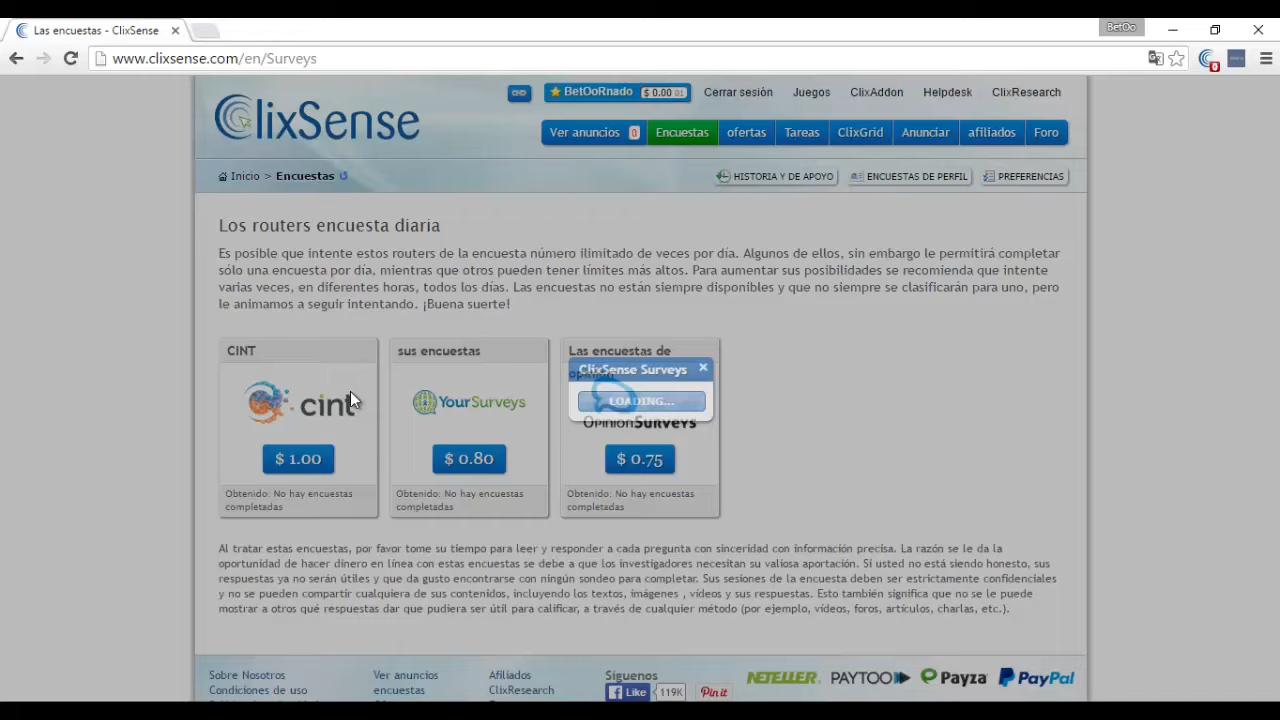 Las encuestas - ClixSense
BetOo
www.clixsense.com/en/Surveys
0
ClixSense
BetOoRnado $ 0.00 01 Cerrar sesión Juegos ClixAddon Helpdesk ClixResearch
Ver anuncios 0 Encuestas ofertas Tareas ClixGrid Anunciar afiliados Foro
Inicio > Encuestas HISTORIA Y DE APOYO ENCUESTAS DE PERFIL PREFERENCIAS
Los routers encuesta diaria
Es posible que intente estos routers de la encuesta número ilimitado de veces por día. Algunos de ellos, sin embargo le permitirá completar
sólo una encuesta por día, mientras que otros pueden tener límites más altos. Para aumentar sus posibilidades se recomienda que intente
varias veces, en diferentes horas, todos los días. Las encuestas no están siempre disponibles y que no siempre se clasificarán para uno, pero
le animamos a seguir intentando. ¡Buena suerte!
CINT sus encuestas Las encuestas de
opinión
ClixSense Surveys
LOADING...
cint YourSurveys OpinionSurveys
$ 1.00 $ 0.80 $ 0.75
Obtenido: No hay encuestas Obtenido: No hay encuestas Obtenido: No hay encuestas
completadas completadas completadas
Al tratar estas encuestas, por favor tome su tiempo para leer y responder a cada pregunta con sinceridad con información precisa. La razón se le da la
oportunidad de hacer dinero en línea con estas encuestas se debe a que los investigadores necesitan su valiosa aportación. Si usted no está siendo honesto, sus
respuestas ya no serán útiles y que da gusto encontrarse con ningún sondeo para completar. Sus sesiones de la encuesta deben ser estrictamente confidenciales
y no se pueden compartir cualquiera de sus contenidos, incluyendo los textos, imágenes , vídeos y sus respuestas. Esto también significa que no se le puede
mostrar a otros qué respuestas dar que pudiera ser útil para calificar, a través de cualquier método (por ejemplo, vídeos, foros, artículos, charlas, etc.).
Sobre Nosotros Ver anuncios Afiliados Síguenos NETELLER PAYTOO Payza PayPal
Condiciones de uso encuestas ClixResearch Like 119K Pin it